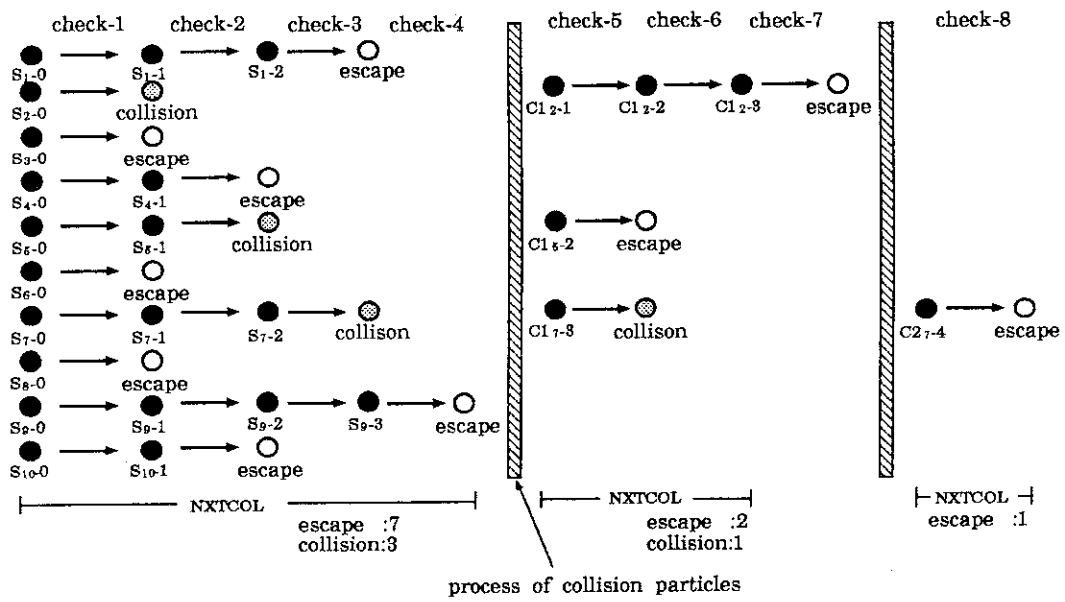 check-1 check-2 check-3 check-4 check-5 check-6 check-7 check-8
S₁-0 S₁-1 S₁-2 escape
C1₂-1 C1₂-2 C1₂-3 escape
S₂-0 collision
S₃-0 escape
S₄-0 S₄-1 escape
S₅-0 S₅-1 collision
C1₅-2 escape
S₆-0 escape
S₇-0 S₇-1 S₇-2 collison
C1₇-3 collison
C2₇-4 escape
S₈-0 escape
S₉-0 S₉-1 S₉-2 S₉-3 escape
S₁₀-0 S₁₀-1 escape
NXTCOL NXTCOL NXTCOL
escape :7 escape :2 escape :1
collision:3 collision:1
process of collision particles